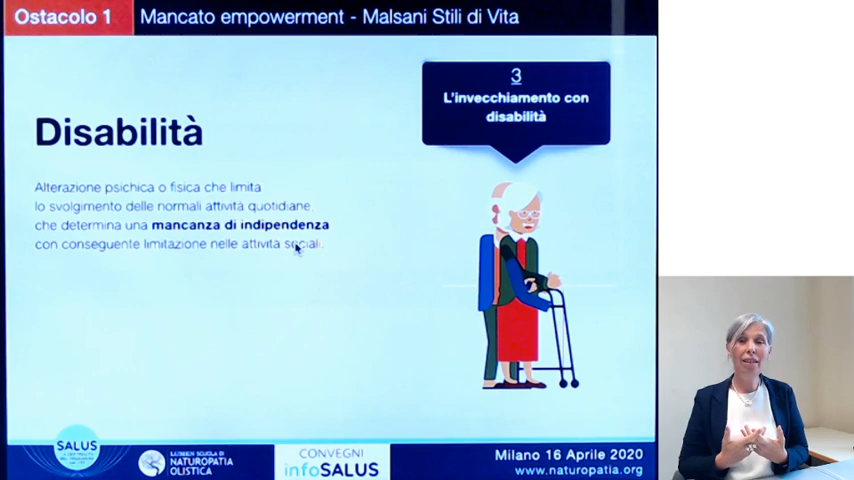 Ostacolo 1
Mancato empowerment - Malsani Stili di Vita
3
L'invecchiamento con
disabilità
Disabilità
Alterazione psichica o fisica che limita
lo svolgimento delle normali attività quotidiane,
che determina una mancanza di indipendenza
con conseguente limitazione nelle attività sociali.
SALUS
NATUROPATIA
OLISTICA
CONVEGNI
infoSALUS
Milano 16 Aprile 2020
www.naturopatia.org